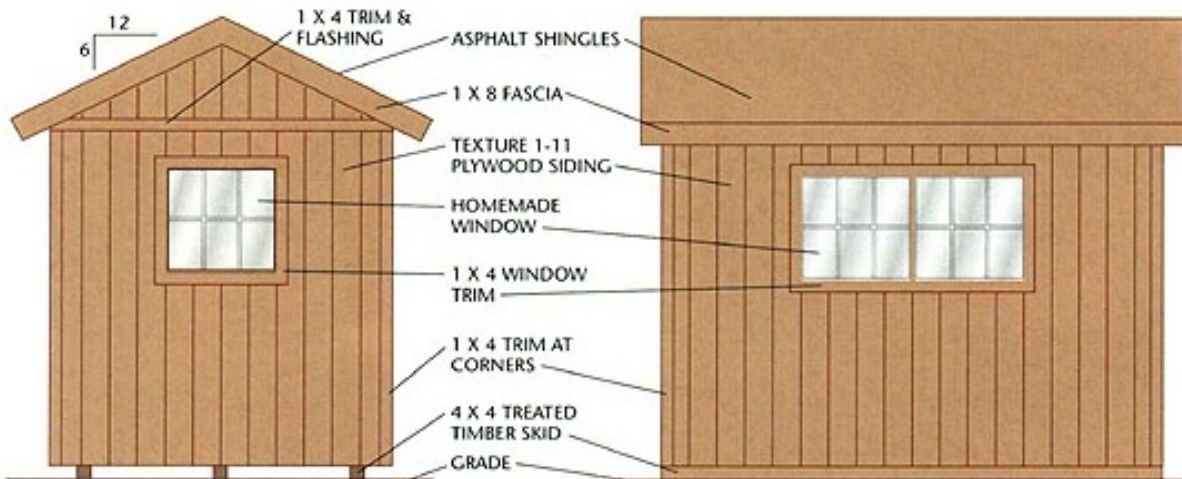 12
6
1 X 4 TRIM &
FLASHING
ASPHALT SHINGLES
1 X 8 FASCIA
TEXTURE 1-11
PLYWOOD SIDING
HOMEMADE
WINDOW
1 X 4 WINDOW
TRIM
1 X 4 TRIM AT
CORNERS
4 X 4 TREATED
TIMBER SKID
GRADE